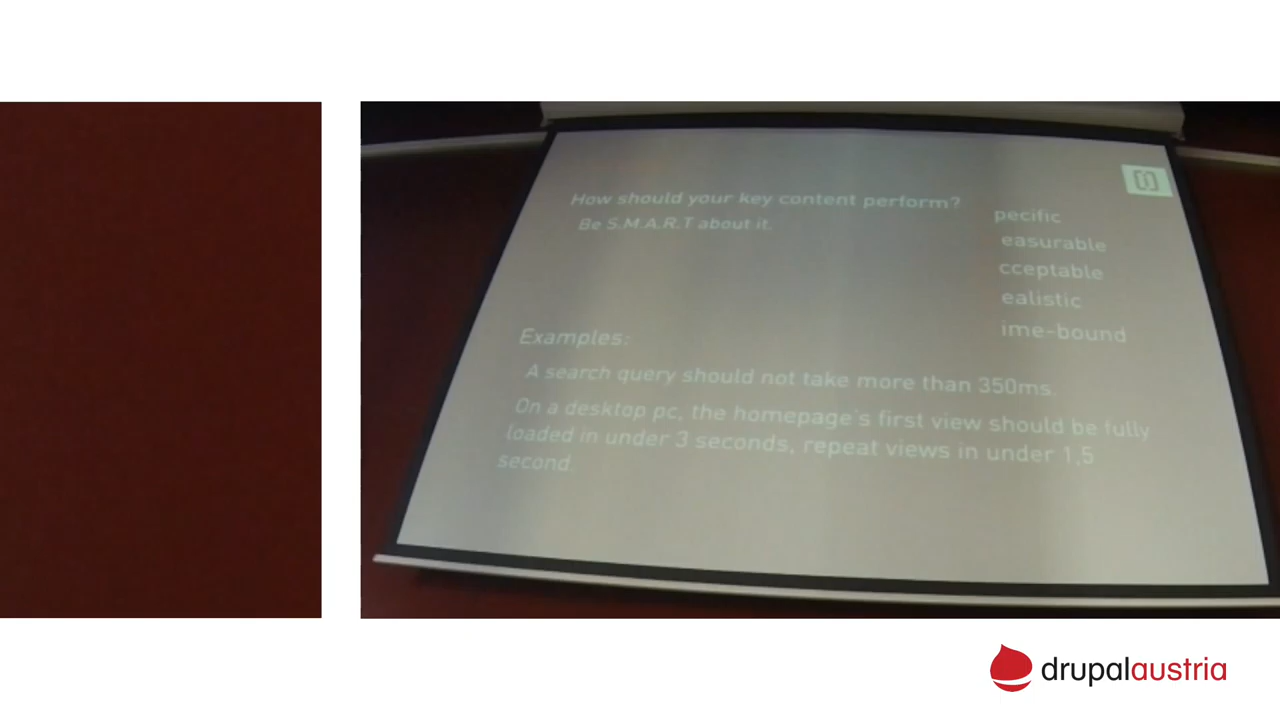 How should your key content perform?
Be S.M.A.R.T about it.
pecific
easurable
cceptable
ealistic
ime-bound
Examples:
A search query should not take more than 350ms.
On a desktop pc, the homepage's first view should be fully
loaded in under 3 seconds, repeat views in under 1,5
second
drupalaustria